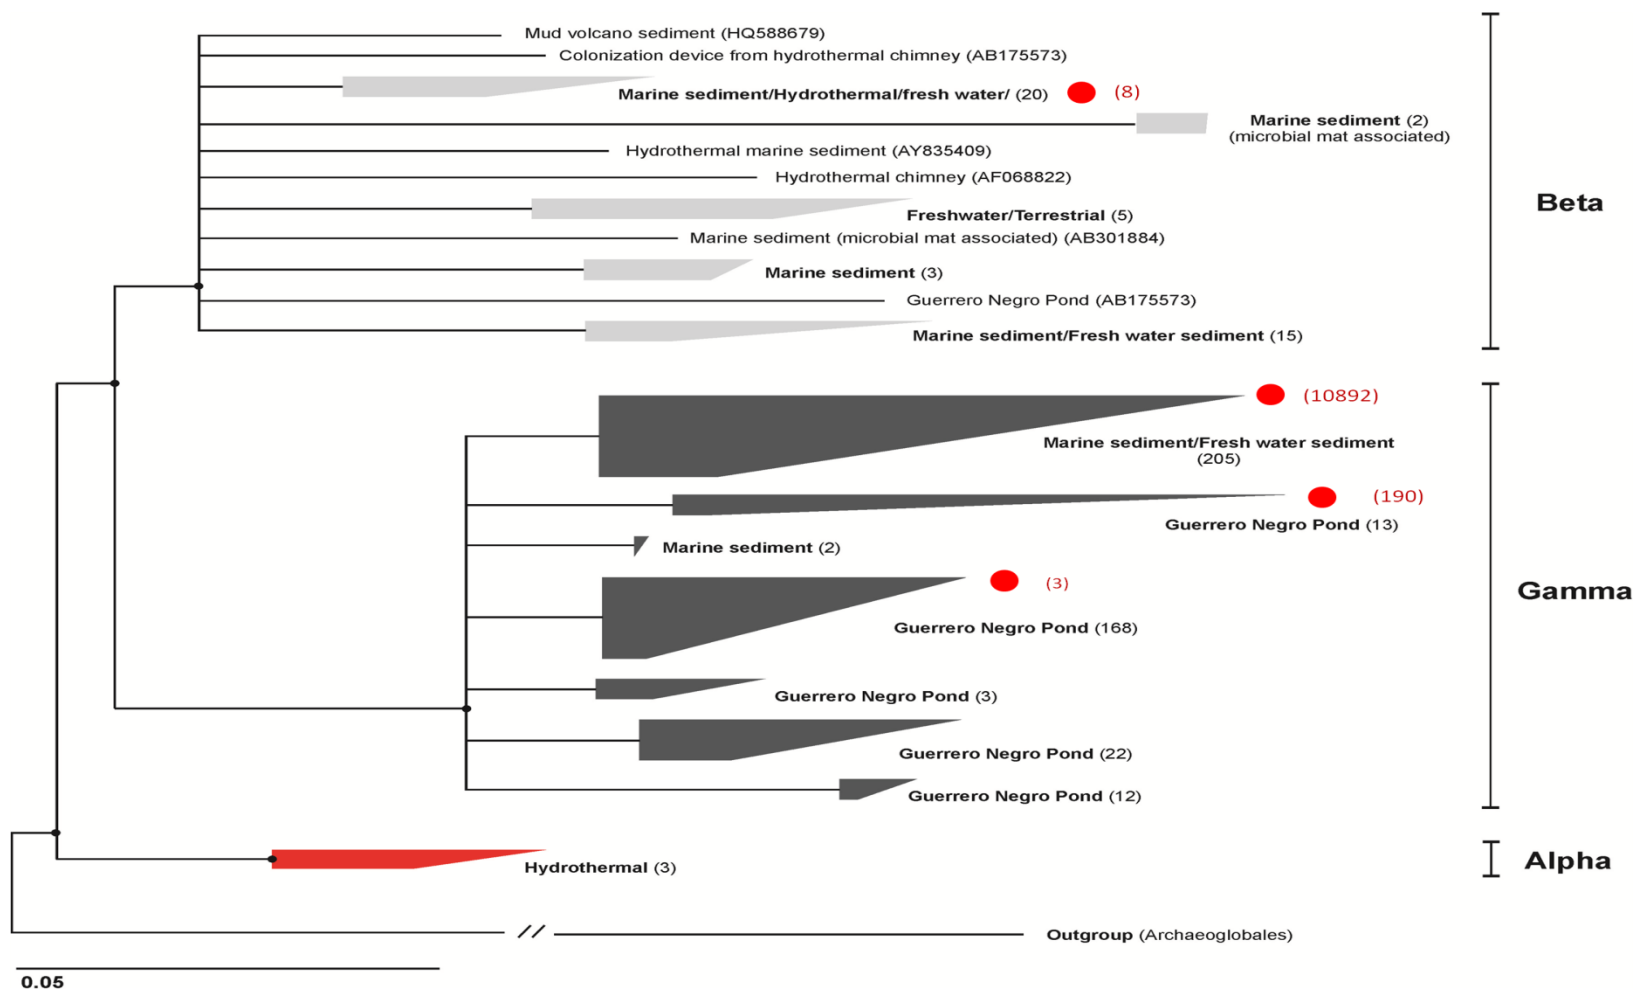 Mud volcano sediment (HQ588679)
Colonization device from hydrothermal chimney (AB175573)
Marine sediment/Hydrothermal/fresh water/ (20) (8)
Marine sediment (2)
(microbial mat associated)
Hydrothermal marine sediment (AY835409)
Hydrothermal chimney (AF068822)
Beta
Freshwater/Terrestrial (5)
Marine sediment (microbial mat associated) (AB301884)
Marine sediment (3)
Guerrero Negro Pond (AB175573)
Marine sediment/Fresh water sediment (15)
(10892)
Marine sediment/Fresh water sediment
(205)
(190)
Guerrero Negro Pond (13)
Marine sediment (2)
(3)
Gamma
Guerrero Negro Pond (168)
Guerrero Negro Pond (3)
Guerrero Negro Pond (22)
Guerrero Negro Pond (12)
Hydrothermal (3)
Alpha
Outgroup (Archaeoglobales)
0.05